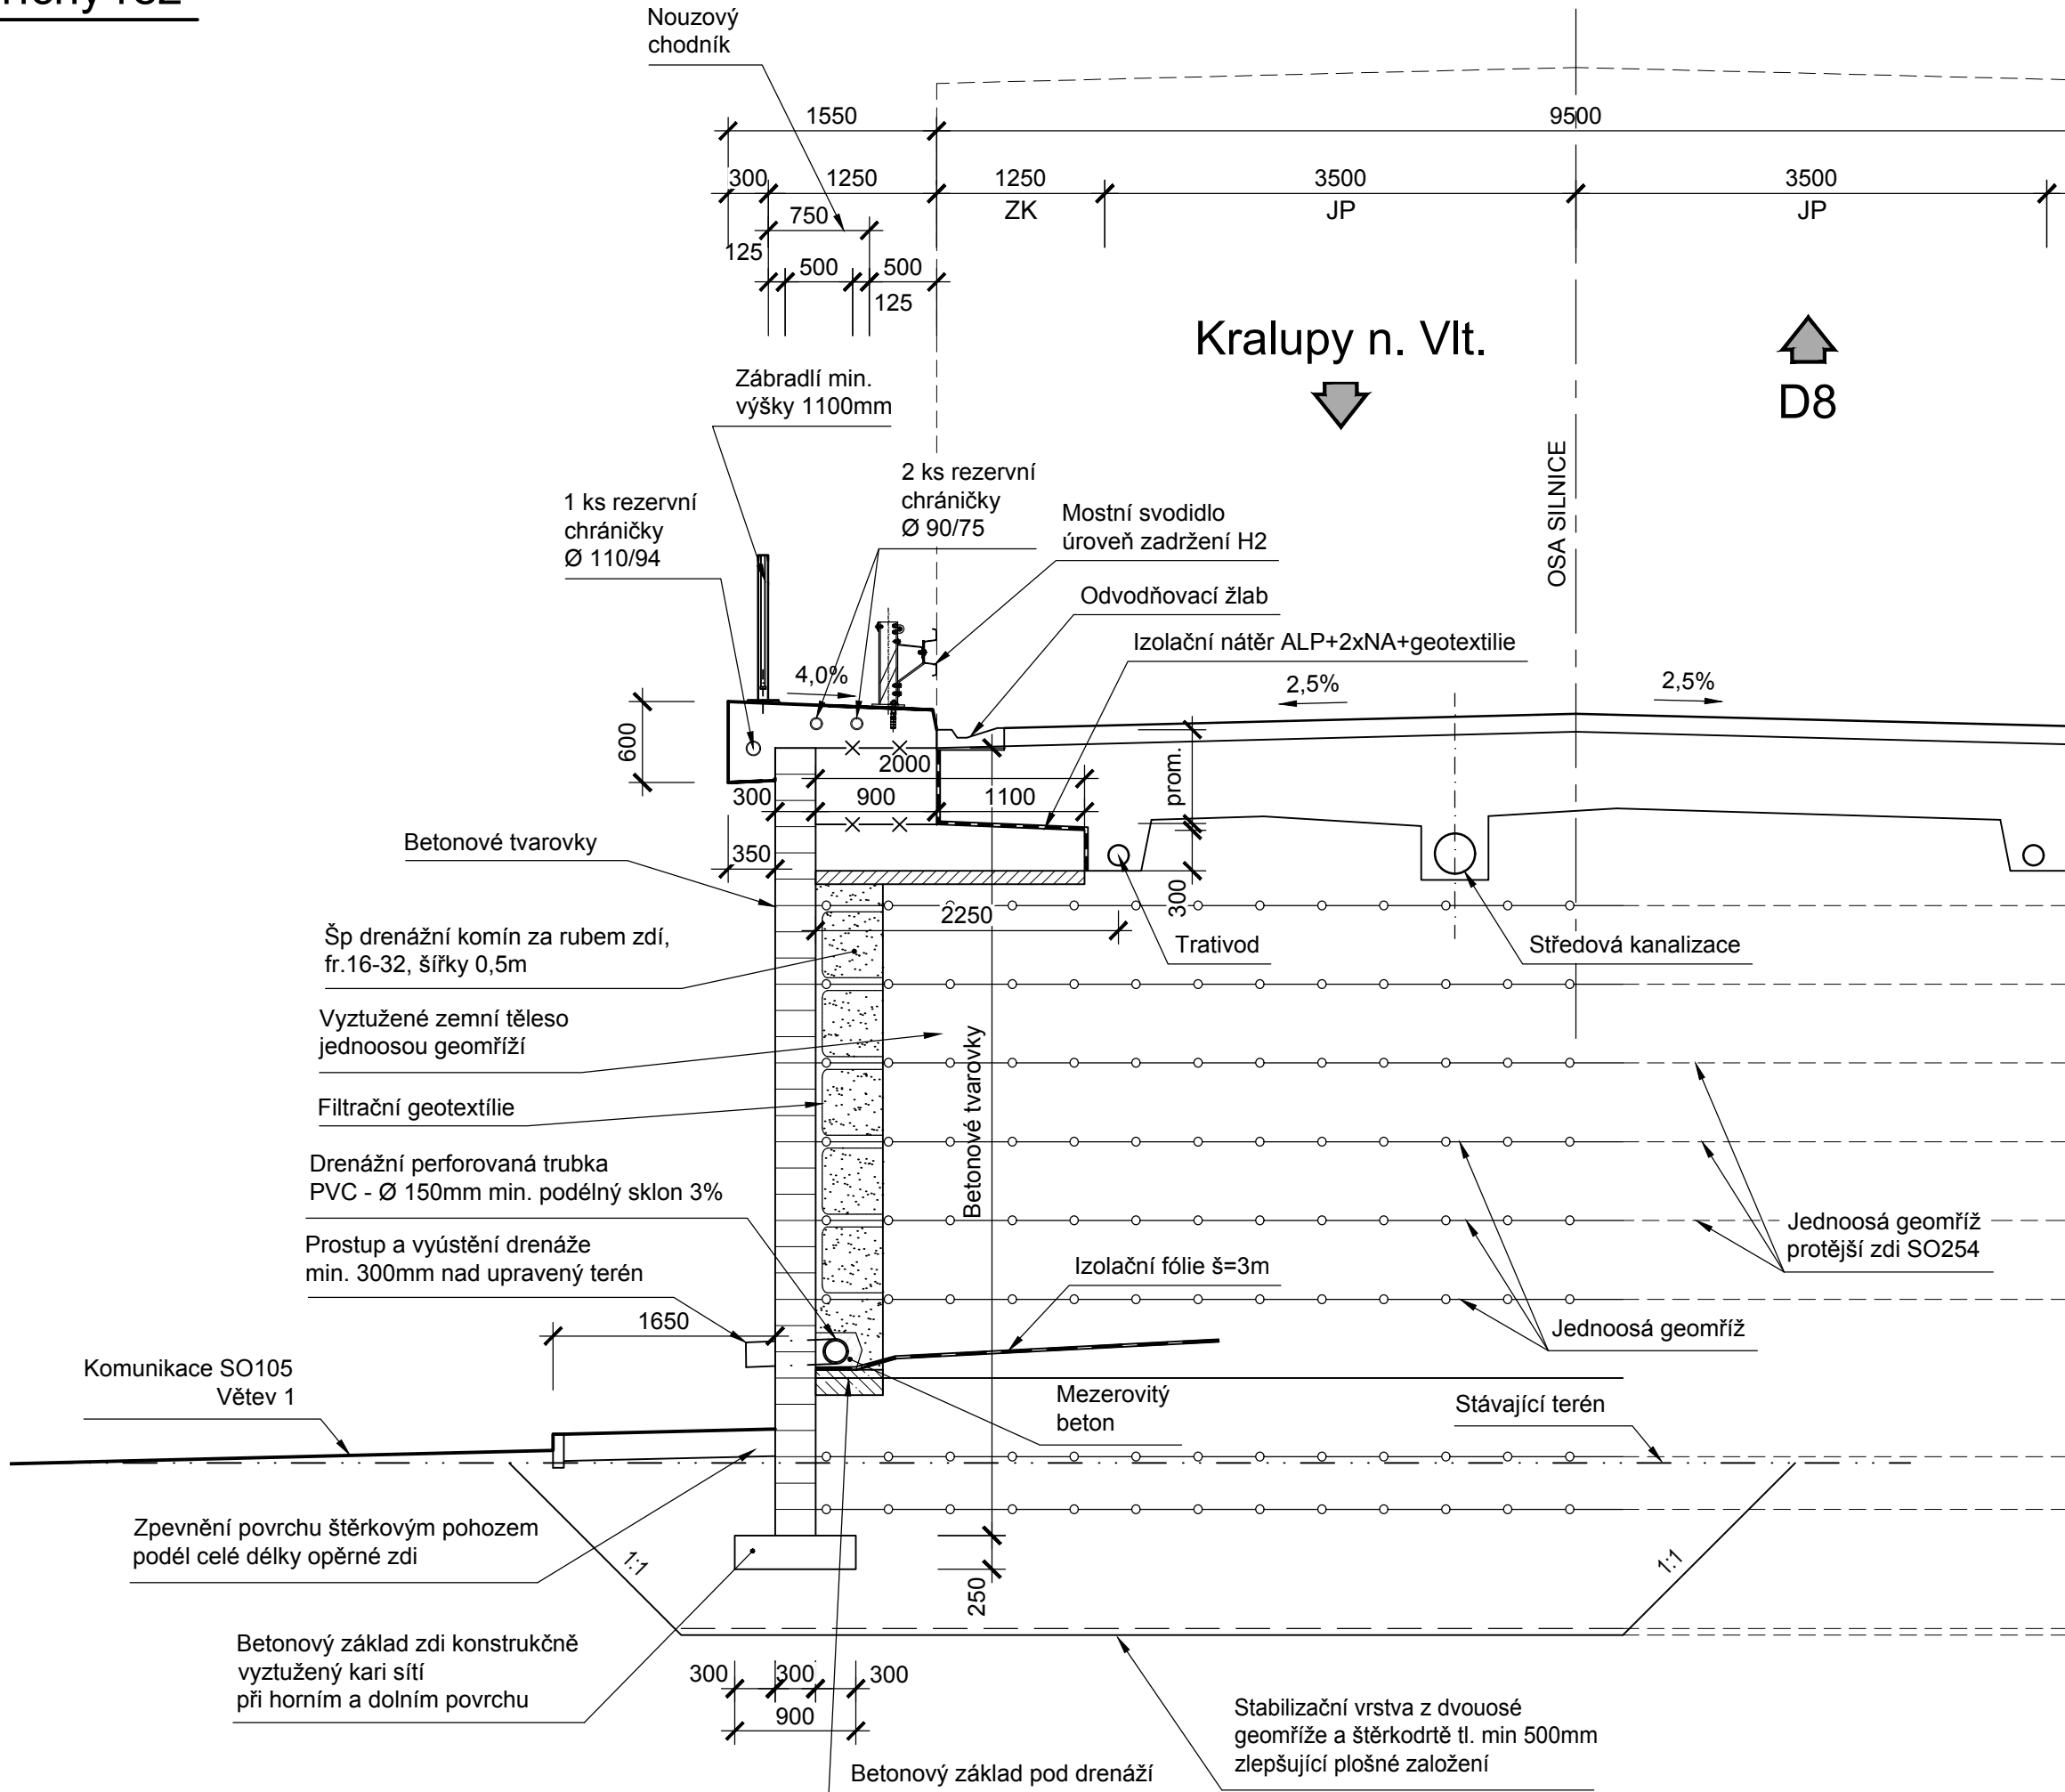 Nouzový
chodník
1550
9500
300
1250
1250
3500
3500
ZK
JP
JP
750
125
500
500
125
Kralupy n. Vlt.
D8
Zábradlí min.
výšky 1100mm
OSA SILNICE
2 ks rezervní
chráničky
Ø 90/75
1 ks rezervní
chráničky
Ø 110/94
Mostní svodidlo
úroveň zadržení H2
Odvodňovací žlab
Izolační nátěr ALP+2xNA+geotextilie
4,0%
2,5%
2,5%
600
2000
prom.
300
900
1100
Betonové tvarovky
350
300
2250
Šp drenážní komín za rubem zdí,
fr.16-32, šířky 0,5m
Trativod
Středová kanalizace
Vyztužené zemní těleso
jednoosou geomříží
Betonové tvarovky
Filtrační geotextílie
Drenážní perforovaná trubka
PVC - Ø 150mm min. podélný sklon 3%
Jednoosá geomříž
protější zdi SO254
Prostup a vyústění drenáže
min. 300mm nad upravený terén
Izolační fólie š=3m
1650
Jednoosá geomříž
Komunikace SO105
Větev 1
Mezerovitý
beton
Stávající terén
Zpevnění povrchu štěrkovým pohozem
podél celé délky opěrné zdi
1:1
1:1
250
Betonový základ zdi konstrukčně
vyztužený kari sítí
při horním a dolním povrchu
300
300
300
900
Stabilizační vrstva z dvouosé
geomříže a štěrkodrtě tl. min 500mm
zlepšující plošné založení
Betonový základ pod drenáží